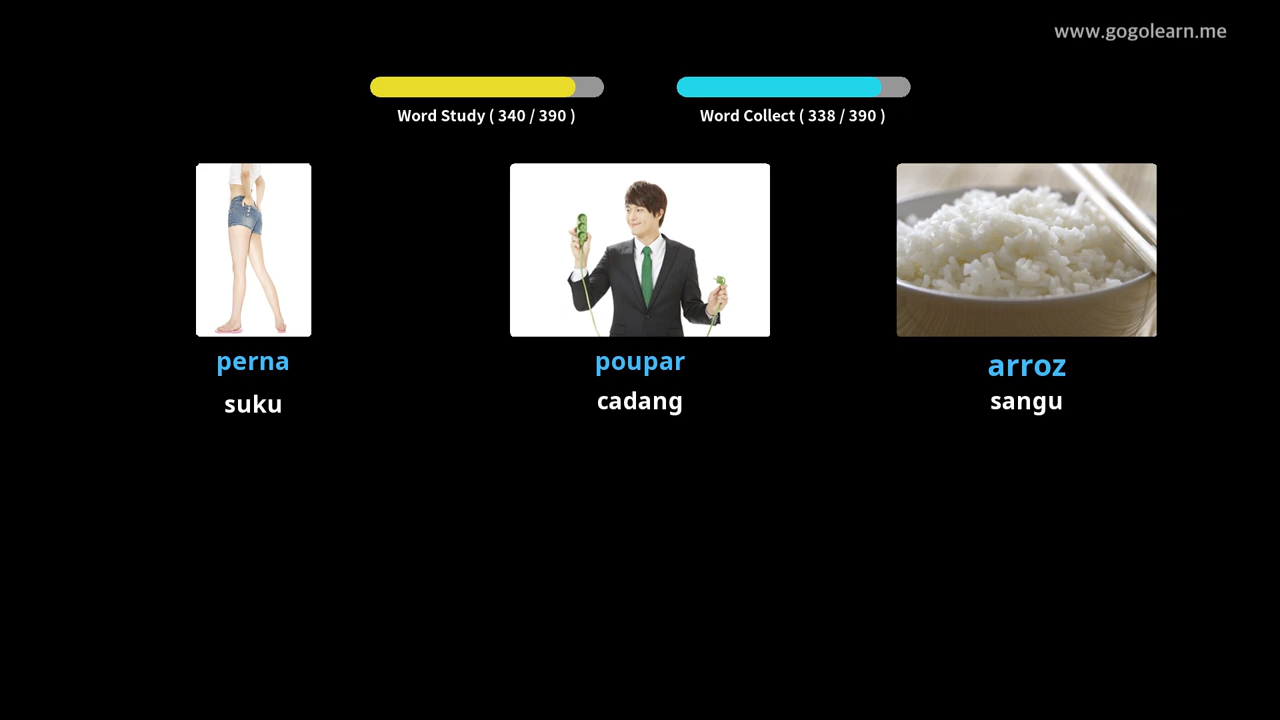 www.gogolearn.me
Word Study ( 340 / 390 )
Word Collect ( 338 / 390 )
perna
poupar
arroz
suku
cadang
sangu